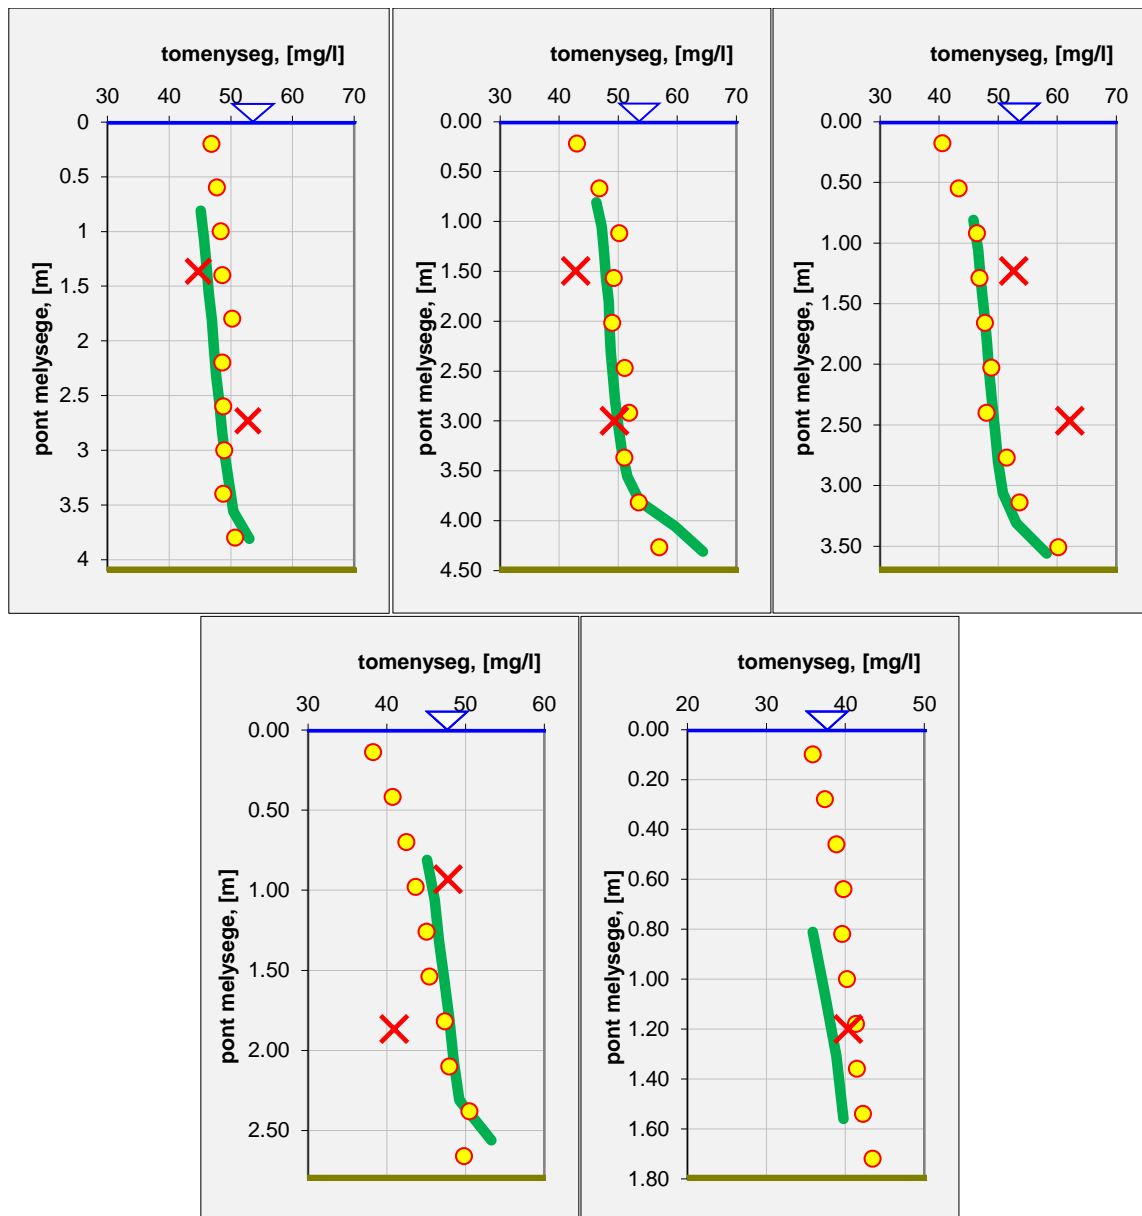 tomenyseg, [mg/l]
30 40 50 60 70
0
0.5
1
1.5
2
2.5
3
3.5
4
pont melysege, [m]
tomenyseg, [mg/l]
30 40 50 60 70
0.00
0.50
1.00
1.50
2.00
2.50
3.00
3.50
4.00
4.50
pont melysege, [m]
tomenyseg, [mg/l]
30 40 50 60 70
0.00
0.50
1.00
1.50
2.00
2.50
3.00
3.50
pont melysege, [m]
tomenyseg, [mg/l]
30 40 50 60
0.00
0.50
1.00
1.50
2.00
2.50
pont melysege, [m]
tomenyseg, [mg/l]
20 30 40 50
0.00
0.20
0.40
0.60
0.80
1.00
1.20
1.40
1.60
1.80
pont melysege, [m]